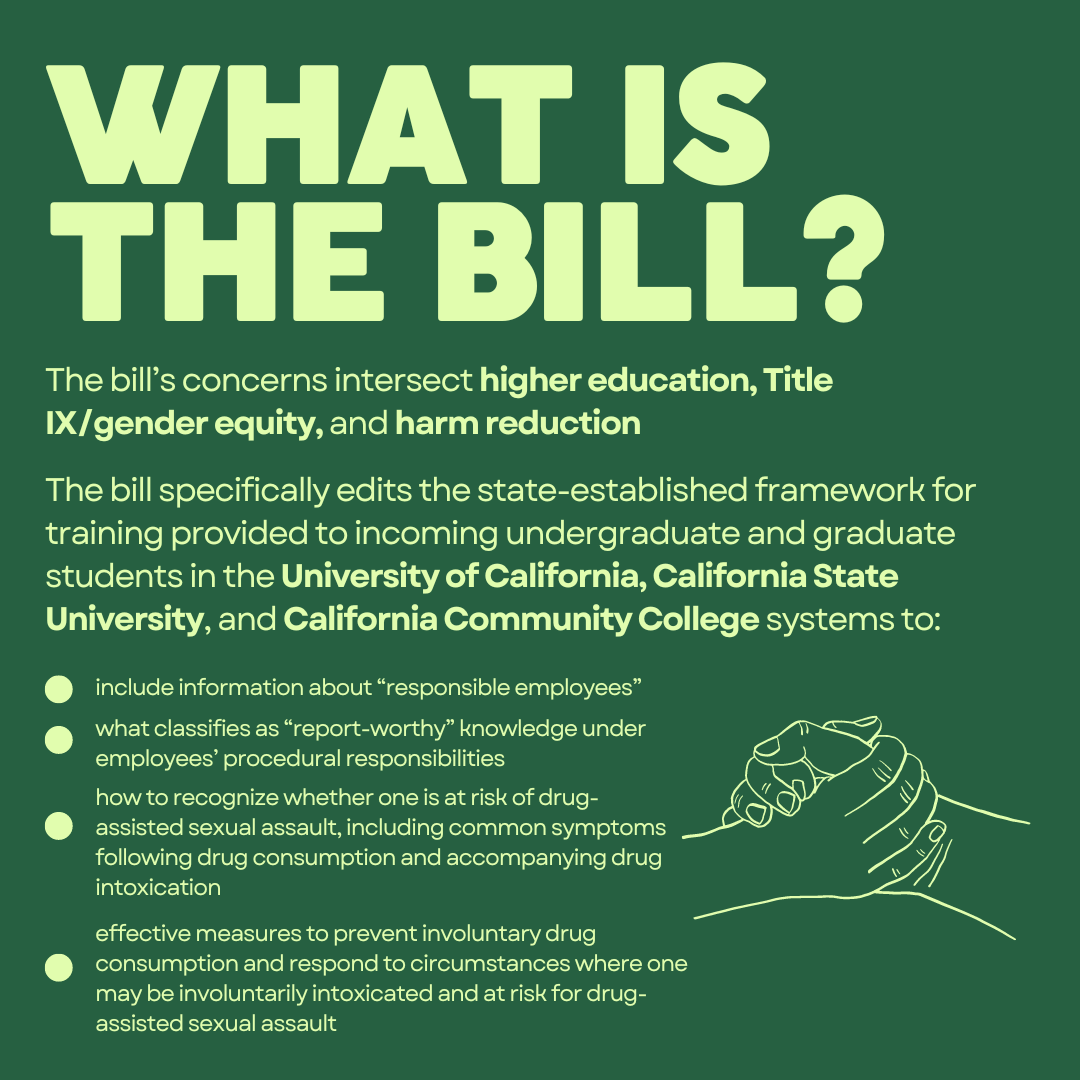 WHAT IS
THE BILL?
The bill’s concerns intersect higher education, Title
IX/gender equity, and harm reduction
The bill specifically edits the state-established framework for
training provided to incoming undergraduate and graduate
students in the University of California, California State
University, and California Community College systems to:
include information about “responsible employees”
what classifies as “report-worthy” knowledge under
employees’ procedural responsibilities
how to recognize whether one is at risk of drug-
assisted sexual assault, including common symptoms
following drug consumption and accompanying drug
intoxication
effective measures to prevent involuntary drug
consumption and respond to circumstances where one
may be involuntarily intoxicated and at risk for drug-
assisted sexual assault